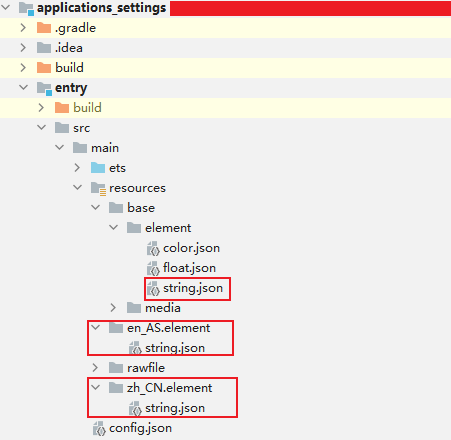 applications_settings
.gradle
.idea
build
entry
build
src
main
ets
resources
base
element
color.json
float.json
string.json
media
en_AS.element
string.json
rawfile
zh_CN.element
string.json
config.json